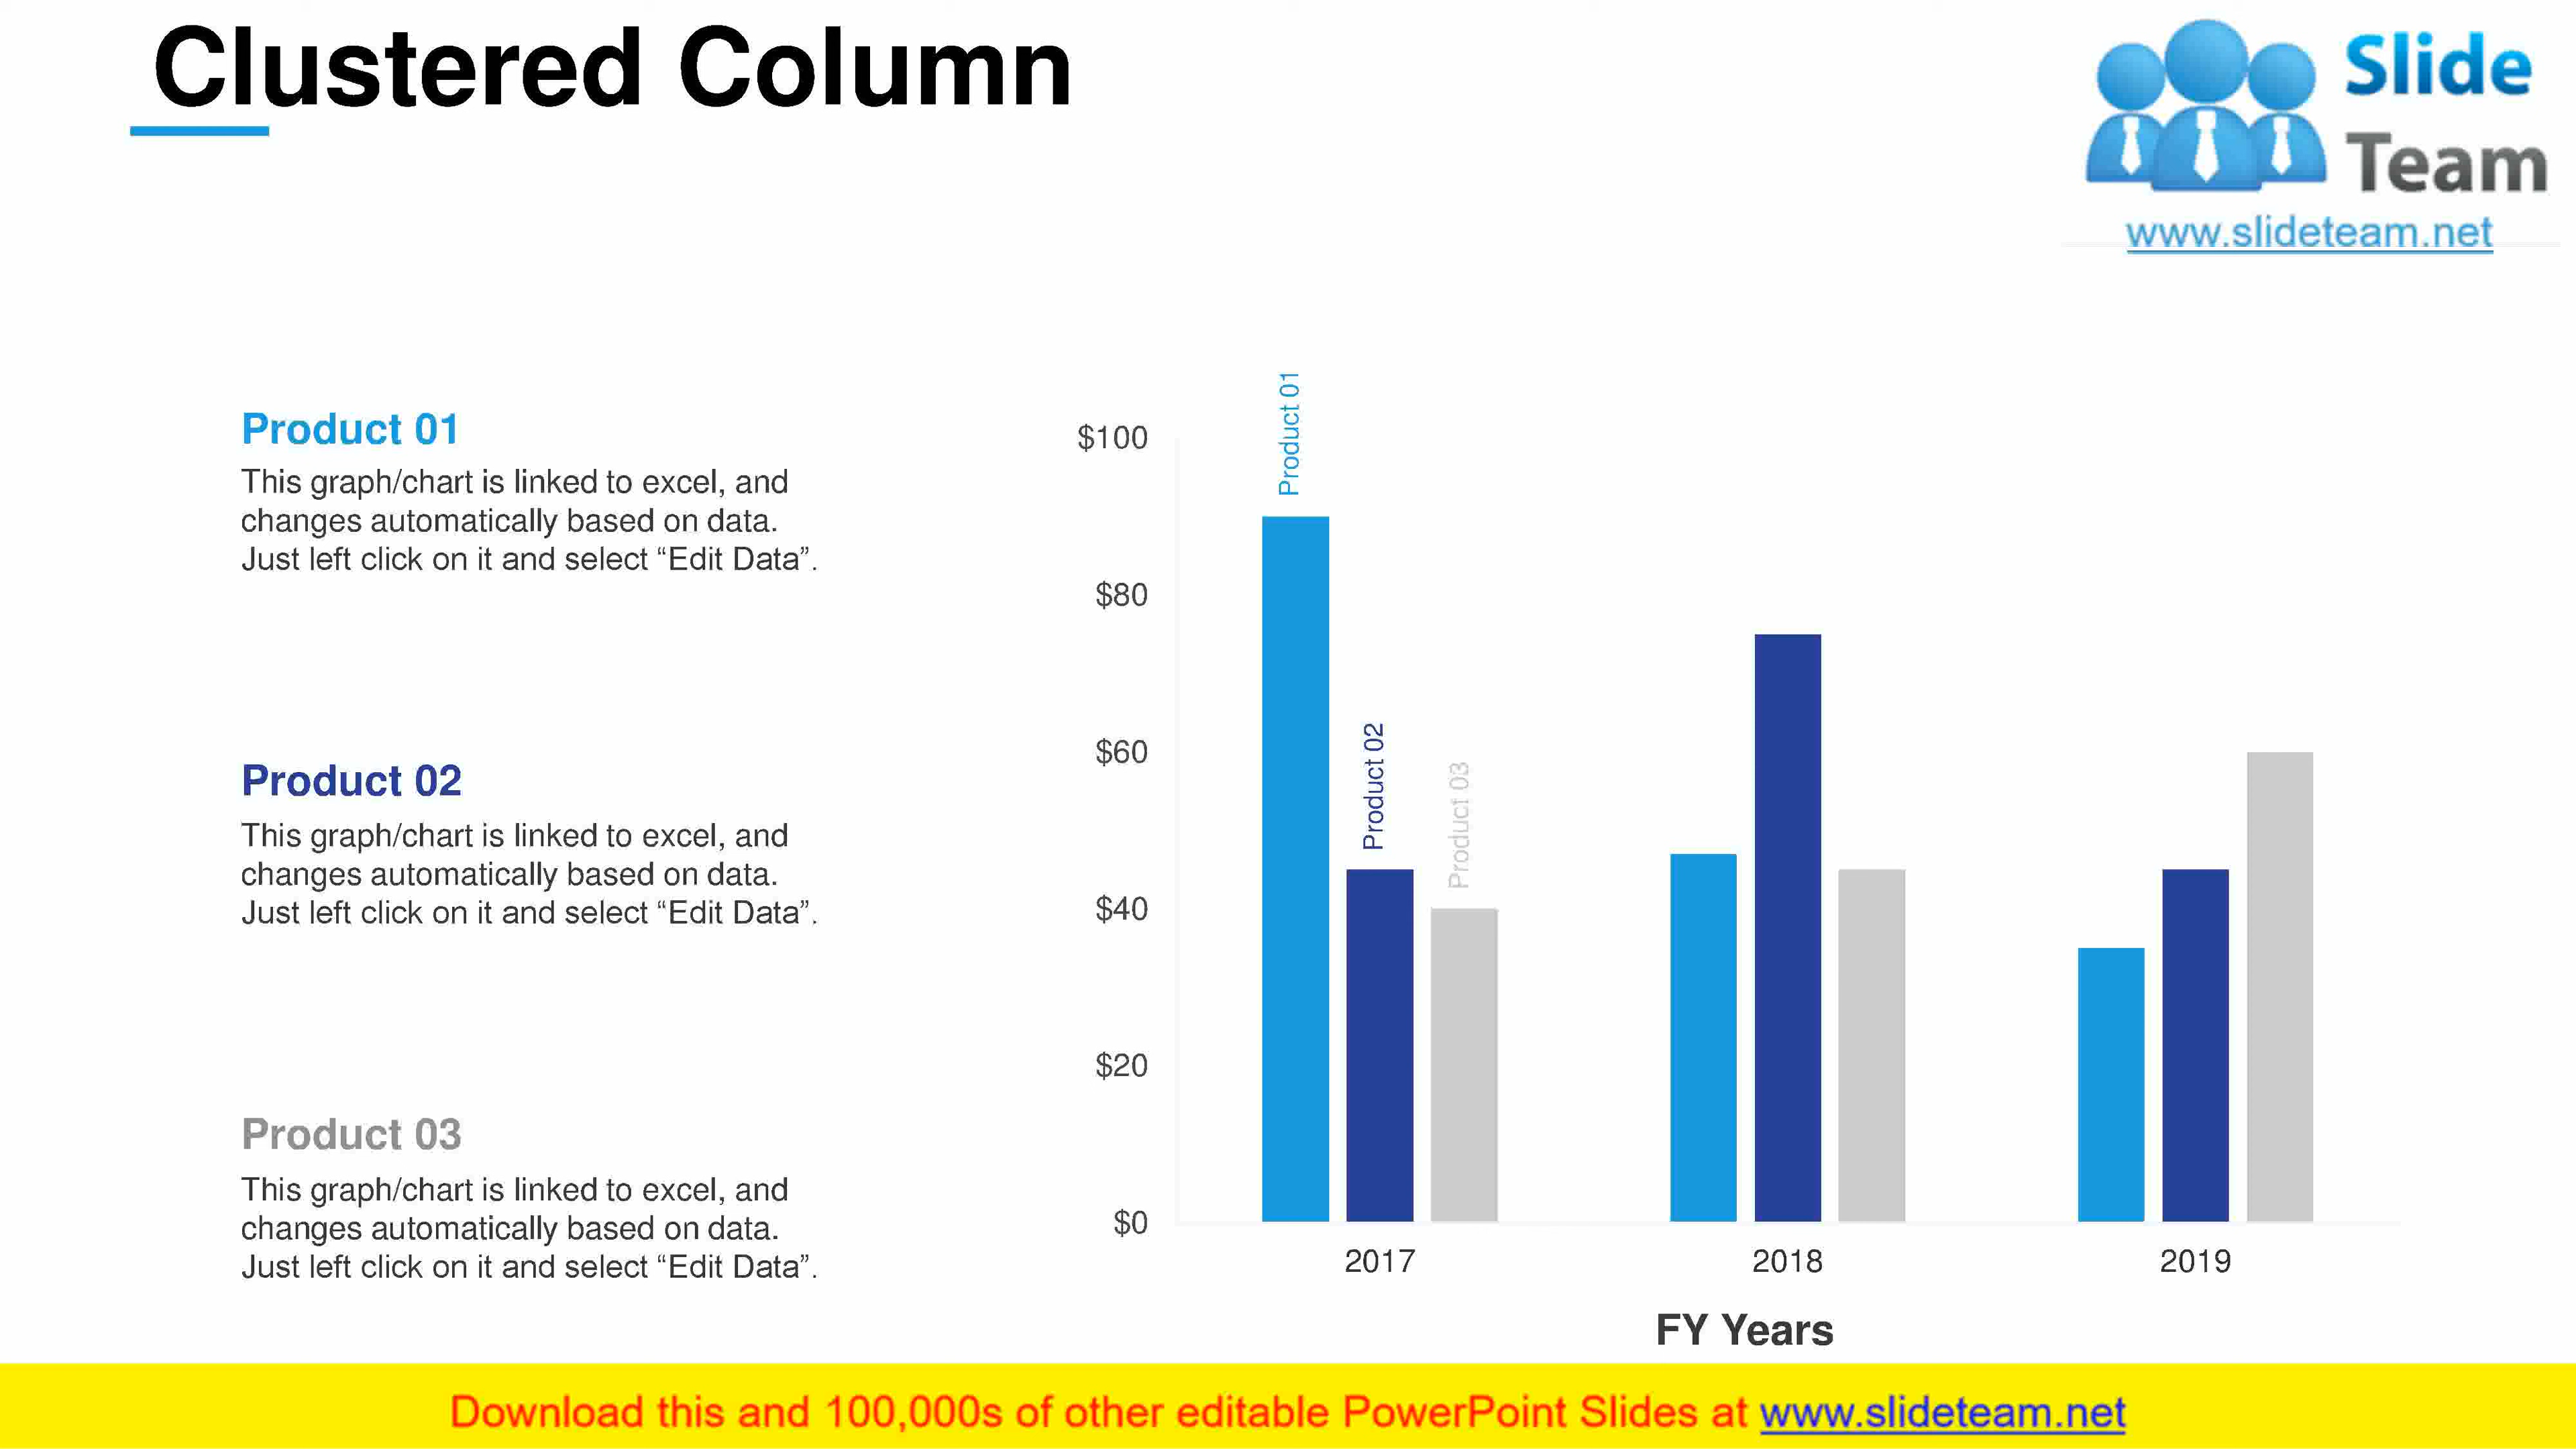 Clustered Column
Slide
Team
www.slideteam.net
Product 01
This graph/chart is linked to excel, and
changes automatically based on data.
Just left click on it and select “Edit Data”.
Product 02
This graph/chart is linked to excel, and
changes automatically based on data.
Just left click on it and select “Edit Data”.
Product 03
This graph/chart is linked to excel, and
changes automatically based on data.
Just left click on it and select “Edit Data”.
$100
$80
$60
$40
$20
$0
Product 01
Product 02
Product 03
2017
2018
2019
FY Years
Download this and 100,000s of other editable PowerPoint Slides at www.slideteam.net